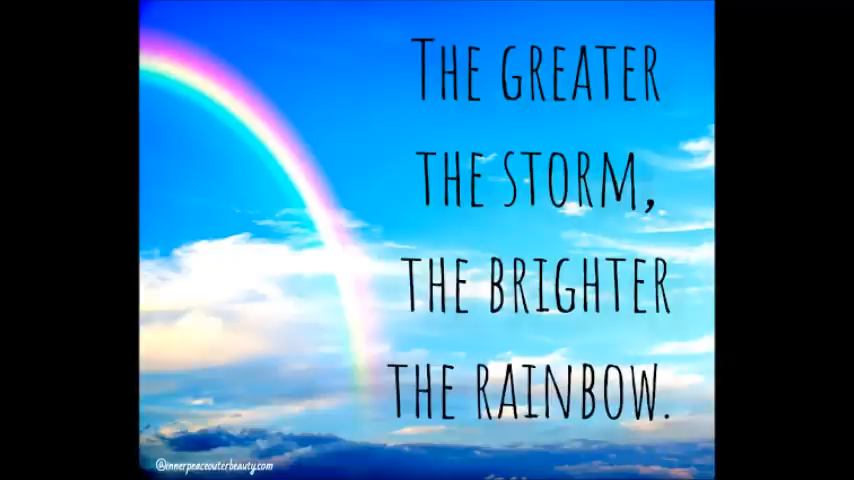 THE GREATER
THE STORM,
THE BRIGHTER
THE RAINBOW.
@innerpeaceouterbeauty.com